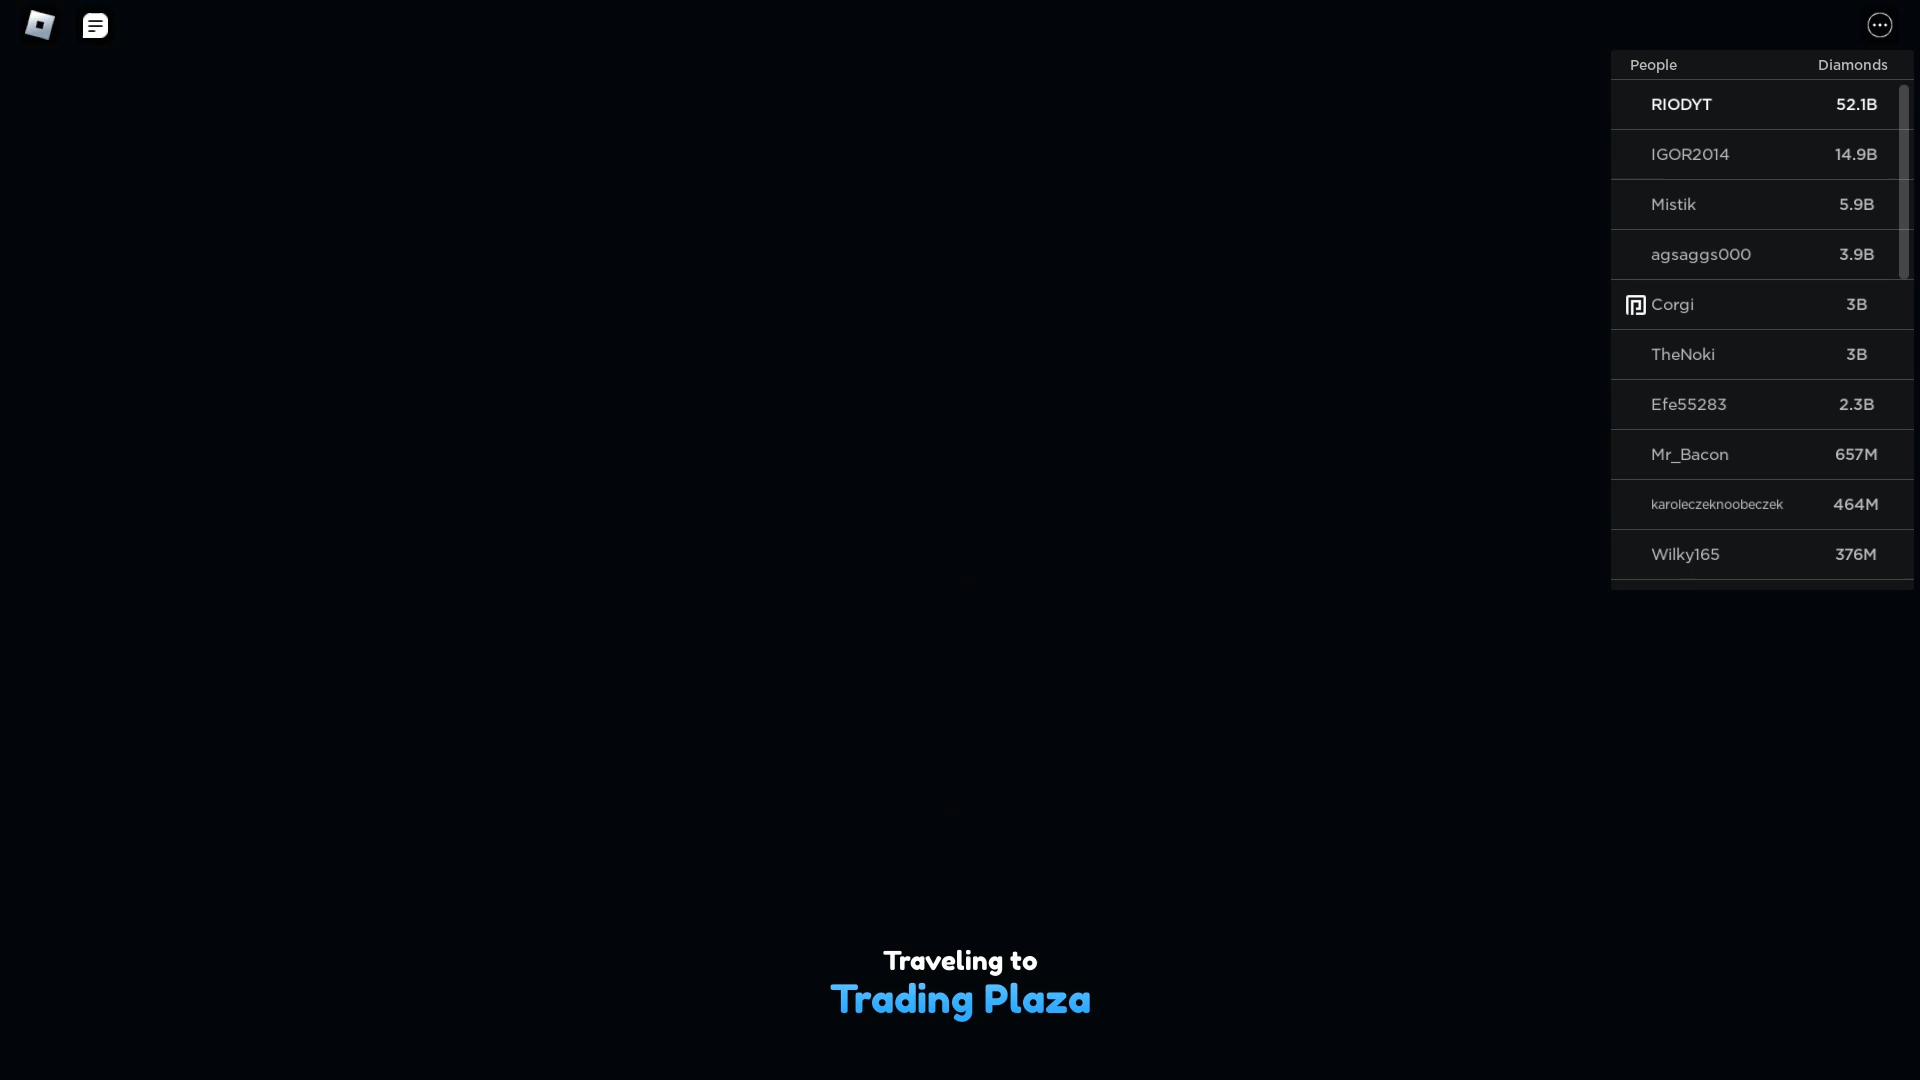 People Diamonds
RIODYT 52.1B
IGOR2014 14.9B
Mistik 5.9B
agsaggs000 3.9B
Corgi 3B
TheNoki 3B
Efe55283 2.3B
Mr_Bacon 657M
karoleczeknoobeczek 464M
Wilky165 376M
Traveling to
Trading Plaza